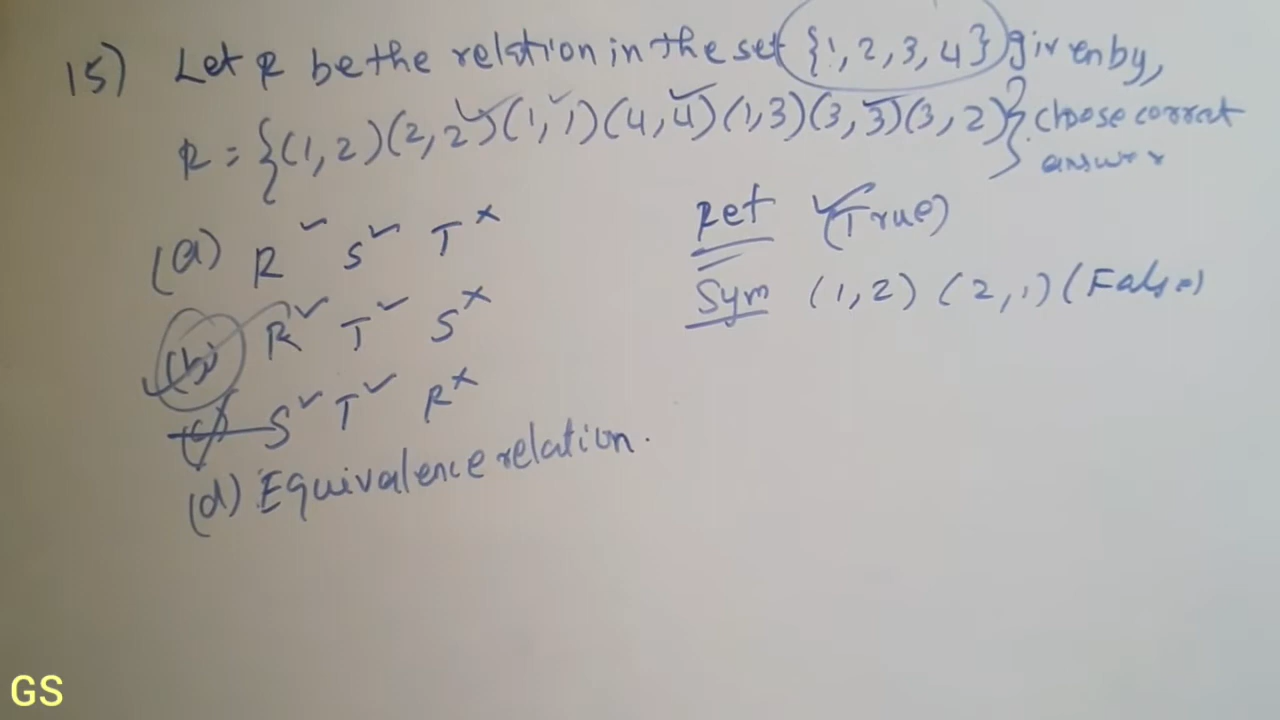 15) Let R be the relation in the set {1, 2, 3, 4} given by,
R = {(1, 2) (2, 2) (1, 1) (4, 4) (1, 3) (3, 3) (3, 2)} choose correct
answer
(a) R ✓ S ✓ T ×
Ref ✓ (True)
Sym (1, 2) (2, 1) (False)
(b) R ✓ T ✓ S ×
(c) S ✓ T ✓ R ×
(d) Equivalence relation.
GS